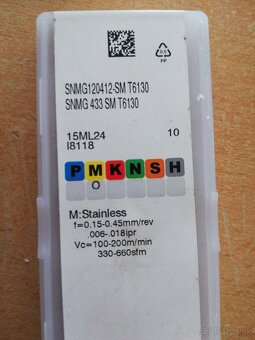 05
PP
SNMG120412-SM T6130
SNMG 433 SM T6130
15ML24 10
I8118
P M K N S H
O
M:Stainless
f=0.15-0.45mm/rev
.006-.018ipr
Vc=100-200m/min
330-660sfm